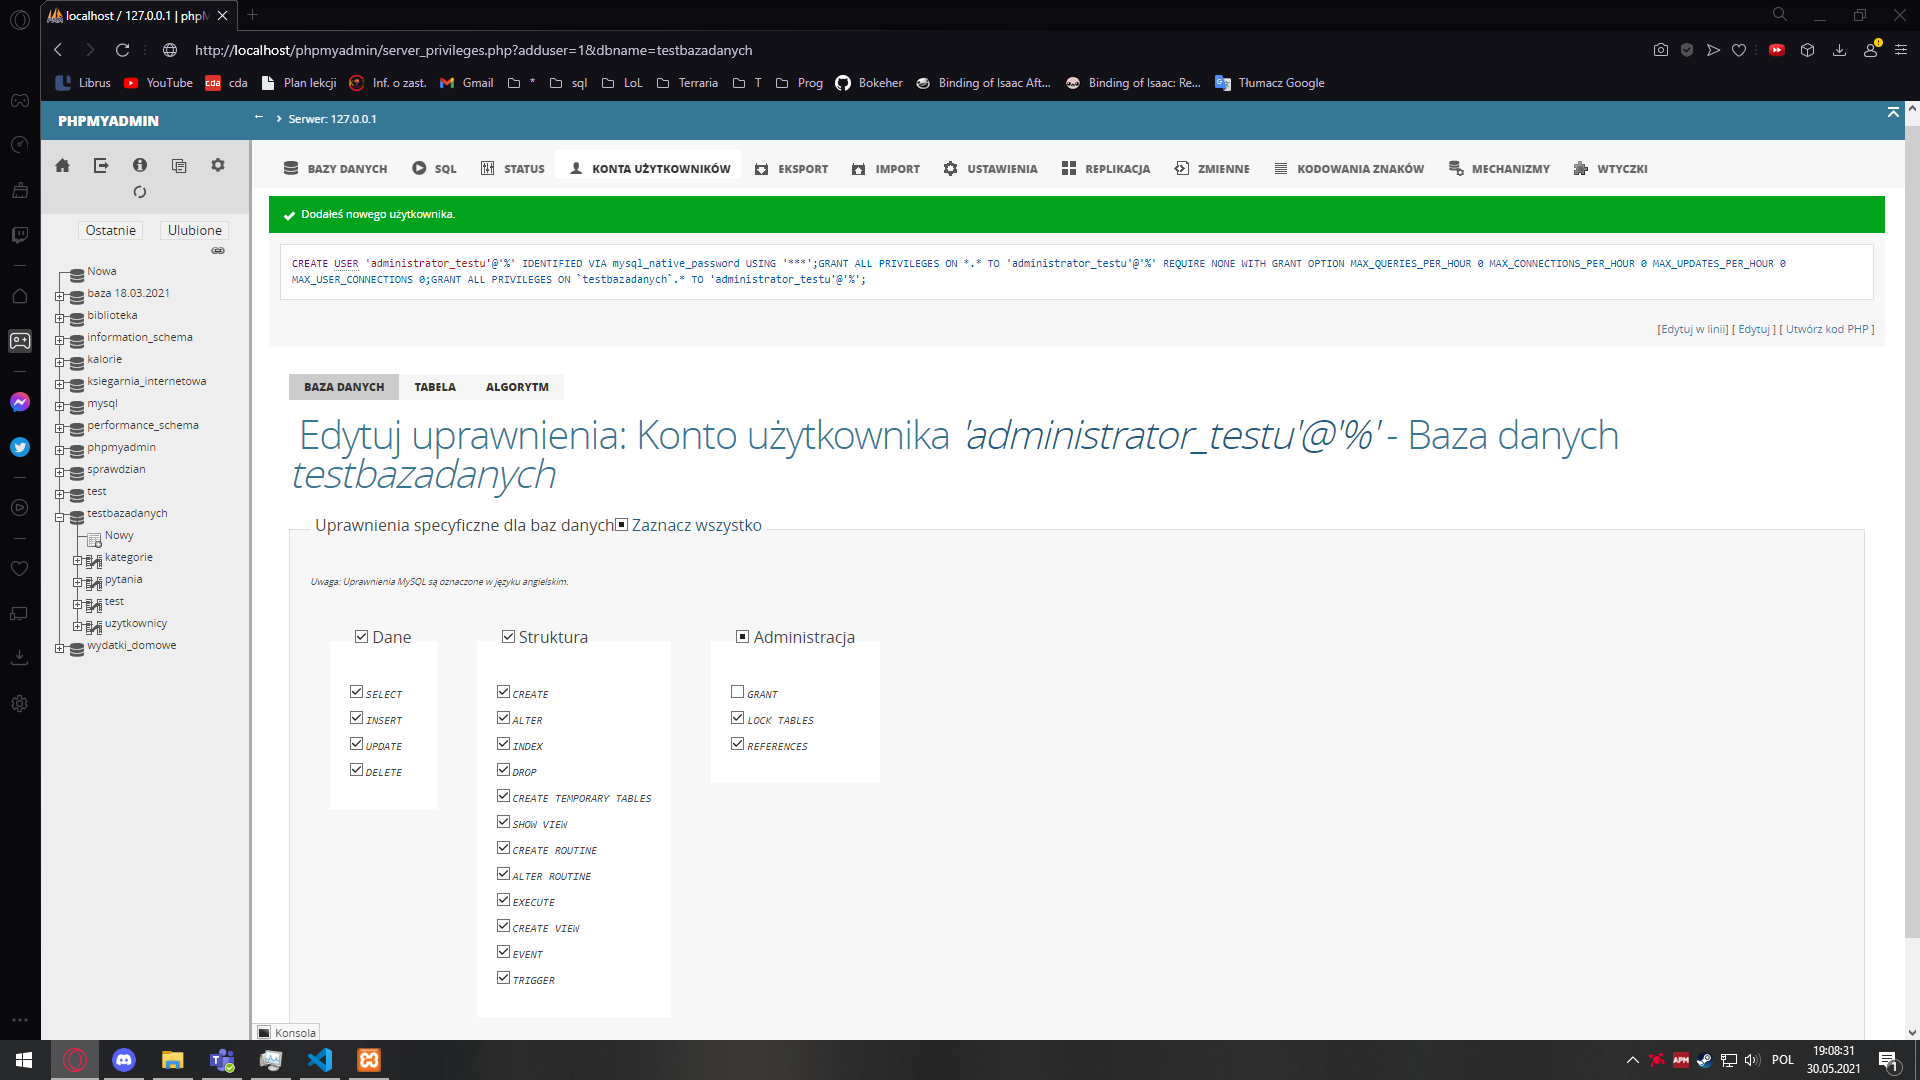 localhost / 127.0.0.1 | phpM
http://localhost/phpmyadmin/server_privileges.php?adduser=1&dbname=testbazadanych
Librus YouTube cda cda Plan lekcji Inf. o zast. Gmail * sql LoL Terraria T Prog Bokeher Binding of Isaac Aft... Binding of Isaac: Re... Tłumacz Google
PHPMYADMIN
Serwer: 127.0.0.1
BAZY DANYCH SQL STATUS KONTA UŻYTKOWNIKÓW EKSPORT IMPORT USTAWIENIA REPLIKACJA ZMIENNE KODOWANIA ZNAKÓW MECHANIZMY WTYCZKI
Ostatnie Ulubione
Nowa
baza 18.03.2021
biblioteka
information_schema
kalorie
ksiegarnia_internetowa
mysql
performance_schema
phpmyadmin
sprawdzian
test
testbazadanych
Nowy
kategorie
pytania
test
uzytkownicy
wydatki_domowe
Dodałeś nowego użytkownika.
CREATE USER 'administrator_testu'@'%' IDENTIFIED VIA mysql_native_password USING '***';GRANT ALL PRIVILEGES ON *.* TO 'administrator_testu'@'%' REQUIRE NONE WITH GRANT OPTION MAX_QUERIES_PER_HOUR 0 MAX_CONNECTIONS_PER_HOUR 0 MAX_UPDATES_PER_HOUR 0
MAX_USER_CONNECTIONS 0;GRANT ALL PRIVILEGES ON `testbazadanych`.* TO 'administrator_testu'@'%';
[Edytuj w linii] [ Edytuj ] [ Utwórz kod PHP ]
BAZA DANYCH TABELA ALGORYTM
Edytuj uprawnienia: Konto użytkownika 'administrator_testu'@'%' - Baza danych
testbazadanych
Uprawnienia specyficzne dla baz danych Zaznacz wszystko
Uwaga: Uprawnienia MySQL są oznaczone w języku angielskim.
Dane
SELECT
INSERT
UPDATE
DELETE
Struktura
CREATE
ALTER
INDEX
DROP
CREATE TEMPORARY TABLES
SHOW VIEW
CREATE ROUTINE
ALTER ROUTINE
EXECUTE
CREATE VIEW
EVENT
TRIGGER
Administracja
GRANT
LOCK TABLES
REFERENCES
Konsola
APM
POL
19:08:31
30.05.2021
1